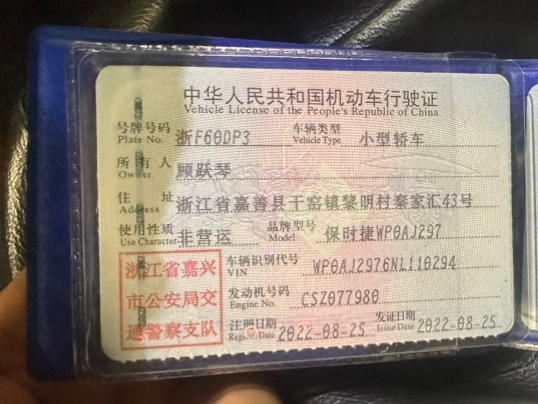 中华人民共和国机动车行驶证
Vehicle License of the People's Republic of China
号牌号码 浙F60DP3 车辆类型 小型轿车
Plate No. Vehicle Type
所有人 顾跃琴
Owner
住址 浙江省嘉善县干窑镇黎明村秦家汇43号
Address
使用性质 非营运 品牌型号 保时捷WP0AJ297
Use Character Model
浙江省嘉兴
市公安局交
通警察支队
车辆识别代号 WP0AJ2976NL110294
VIN
发动机号码 CSZ077980
Engine No.
注册日期 2022-08-25 发证日期 2022-08-25
Register Date Issue Date